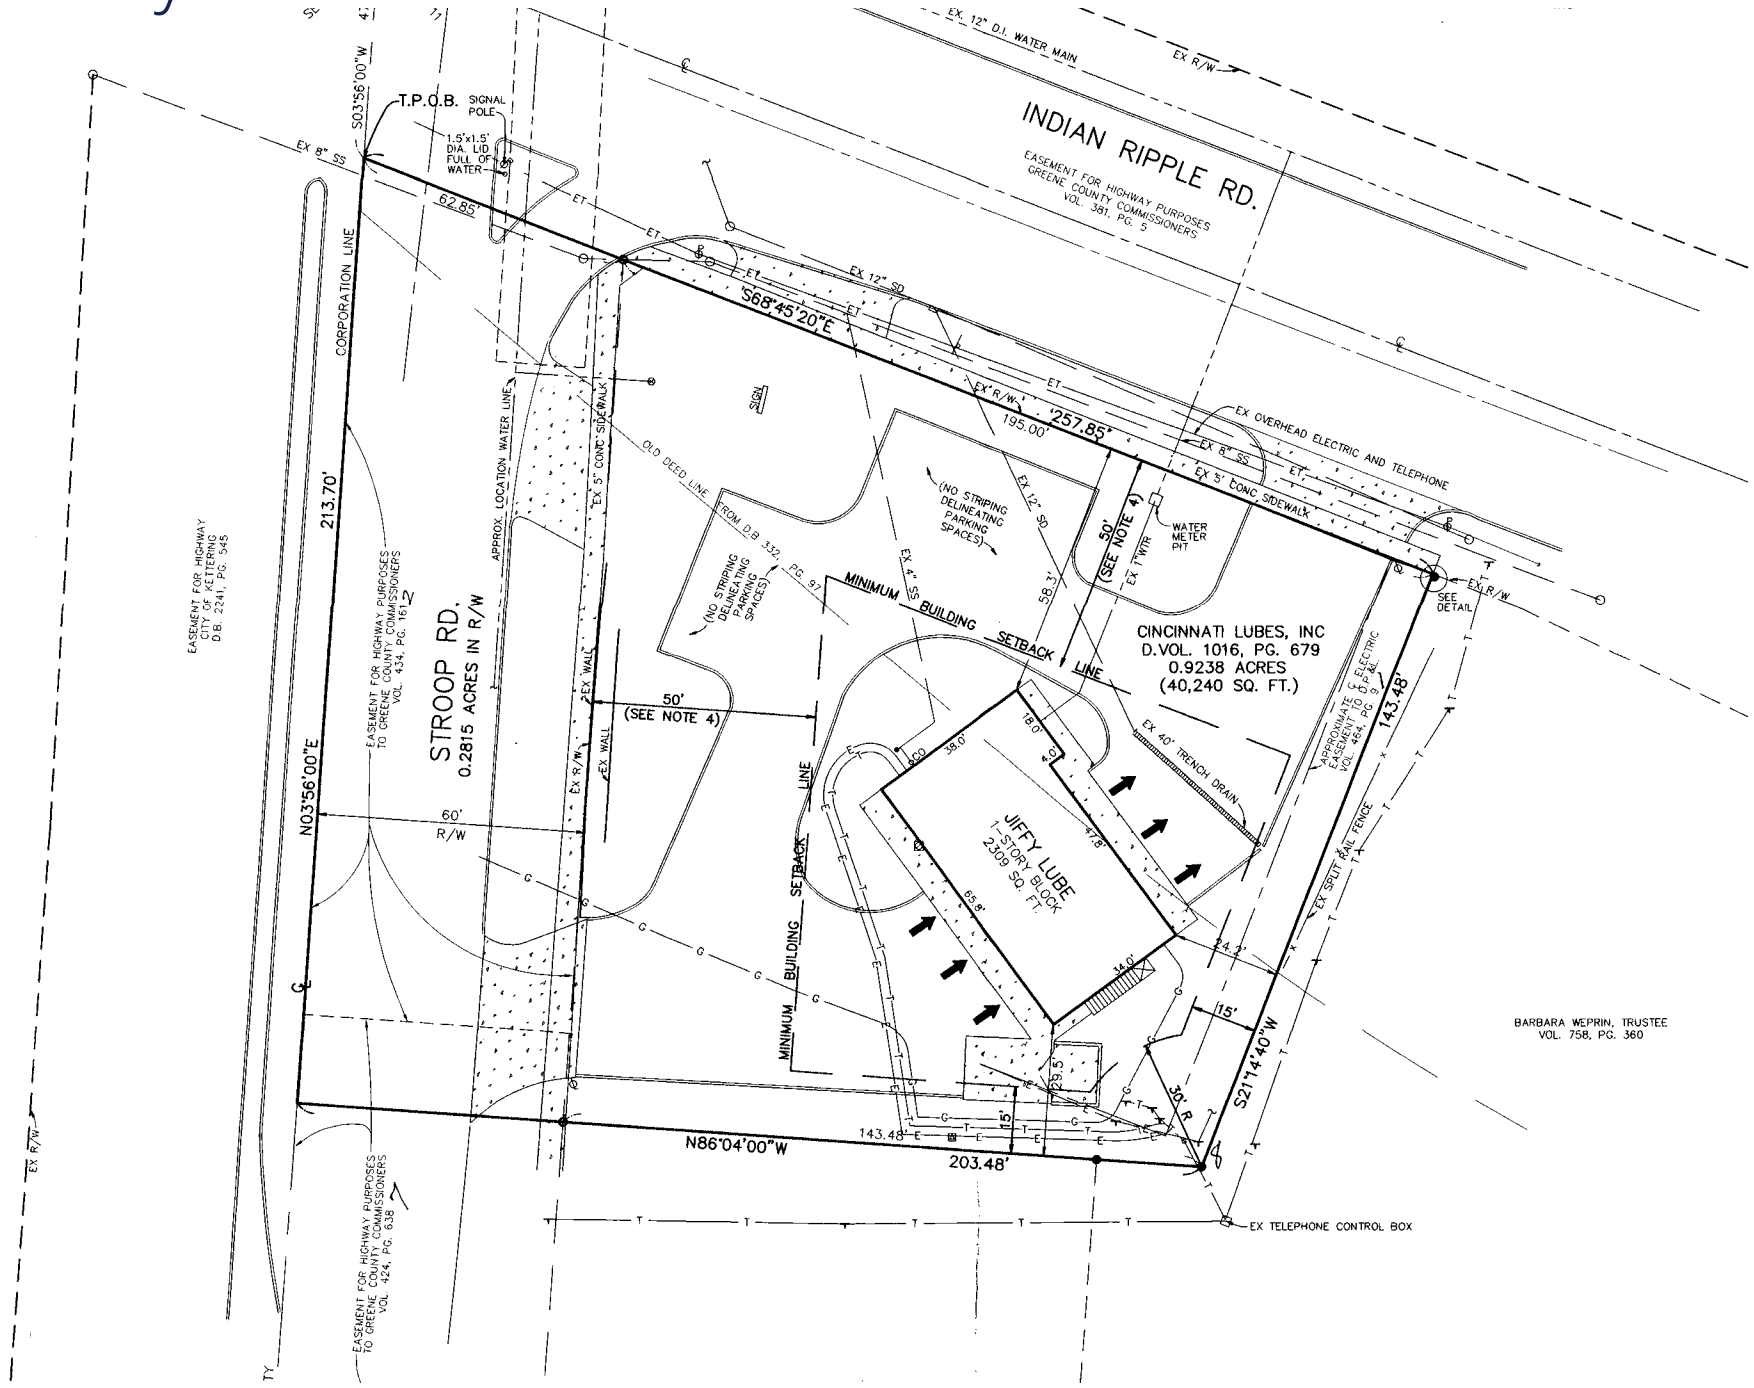 EX. 12" D.I. WATER MAIN
EX R/W
INDIAN RIPPLE RD.
EASEMENT FOR HIGHWAY PURPOSES
GREENE COUNTY COMMISSIONERS
VOL. 381, PG. 5
S03°56'00"W
T.P.O.B.
SIGNAL
POLE
1.5'x1.5'
DIA. LID
FULL OF
WATER
EX 8" SS
62.85'
ET
ET
ET
ET
ET
ET
EX 12" SD
S68°45'20"E
CORPORATION LINE
SIGN
EX R/W
195.00'
257.85'
EX OVERHEAD ELECTRIC AND TELEPHONE
EX 8" SS
EX 5' CONC SIDEWALK
EX 5' CONC SIDEWALK
APPROX. LOCATION WATER LINE
OLD DEED LINE FROM D.B 332, PG. 97
213.70'
EASEMENT FOR HIGHWAY
CITY OF KETTERING
D.B. 2241, PG. 545
EASEMENT FOR HIGHWAY PURPOSES
TO GREENE COUNTY COMMISSIONERS
VOL. 434, PG. 161
2
STROOP RD.
0.2815 ACRES IN R/W
(NO STRIPING
DELINEATING
PARKING
SPACES)
(NO STRIPING
DELINEATING
PARKING
SPACES)
EX 12" SD
EX 4" SS
50'
(SEE NOTE 4)
58.3'
EX 1" WTR
WATER
METER
PIT
EX R/W
SEE
DETAIL
MINIMUM BUILDING SETBACK LINE
CINCINNATI LUBES, INC
D.VOL. 1016, PG. 679
0.9238 ACRES
(40,240 SQ. FT.)
APPROXIMATE ℄ ELECTRIC
EASEMENT TO D.P.&L.
VOL. 464, PG. 9
143.48'
EX WALL
EX WALL
EX R/W
50'
(SEE NOTE 4)
18.0'
38.0'
4.0'
CO
EX 40' TRENCH DRAIN
N03°56'00"E
60'
R/W
JIFFY LUBE
1-STORY BLOCK
2309 SQ. FT.
47.8'
65.8'
34.0'
24.2'
EX SPLIT RAIL FENCE
MINIMUM BUILDING SETBACK LINE
15'
S21°14'40"W
30' R
29.5'
15'
BARBARA WEPRIN, TRUSTEE
VOL. 758, PG. 360
N86°04'00"W
143.48'
203.48'
EX R/W
EASEMENT FOR HIGHWAY PURPOSES
TO GREENE COUNTY COMMISSIONERS
VOL. 424, PG. 638
7
EX TELEPHONE CONTROL BOX
TY